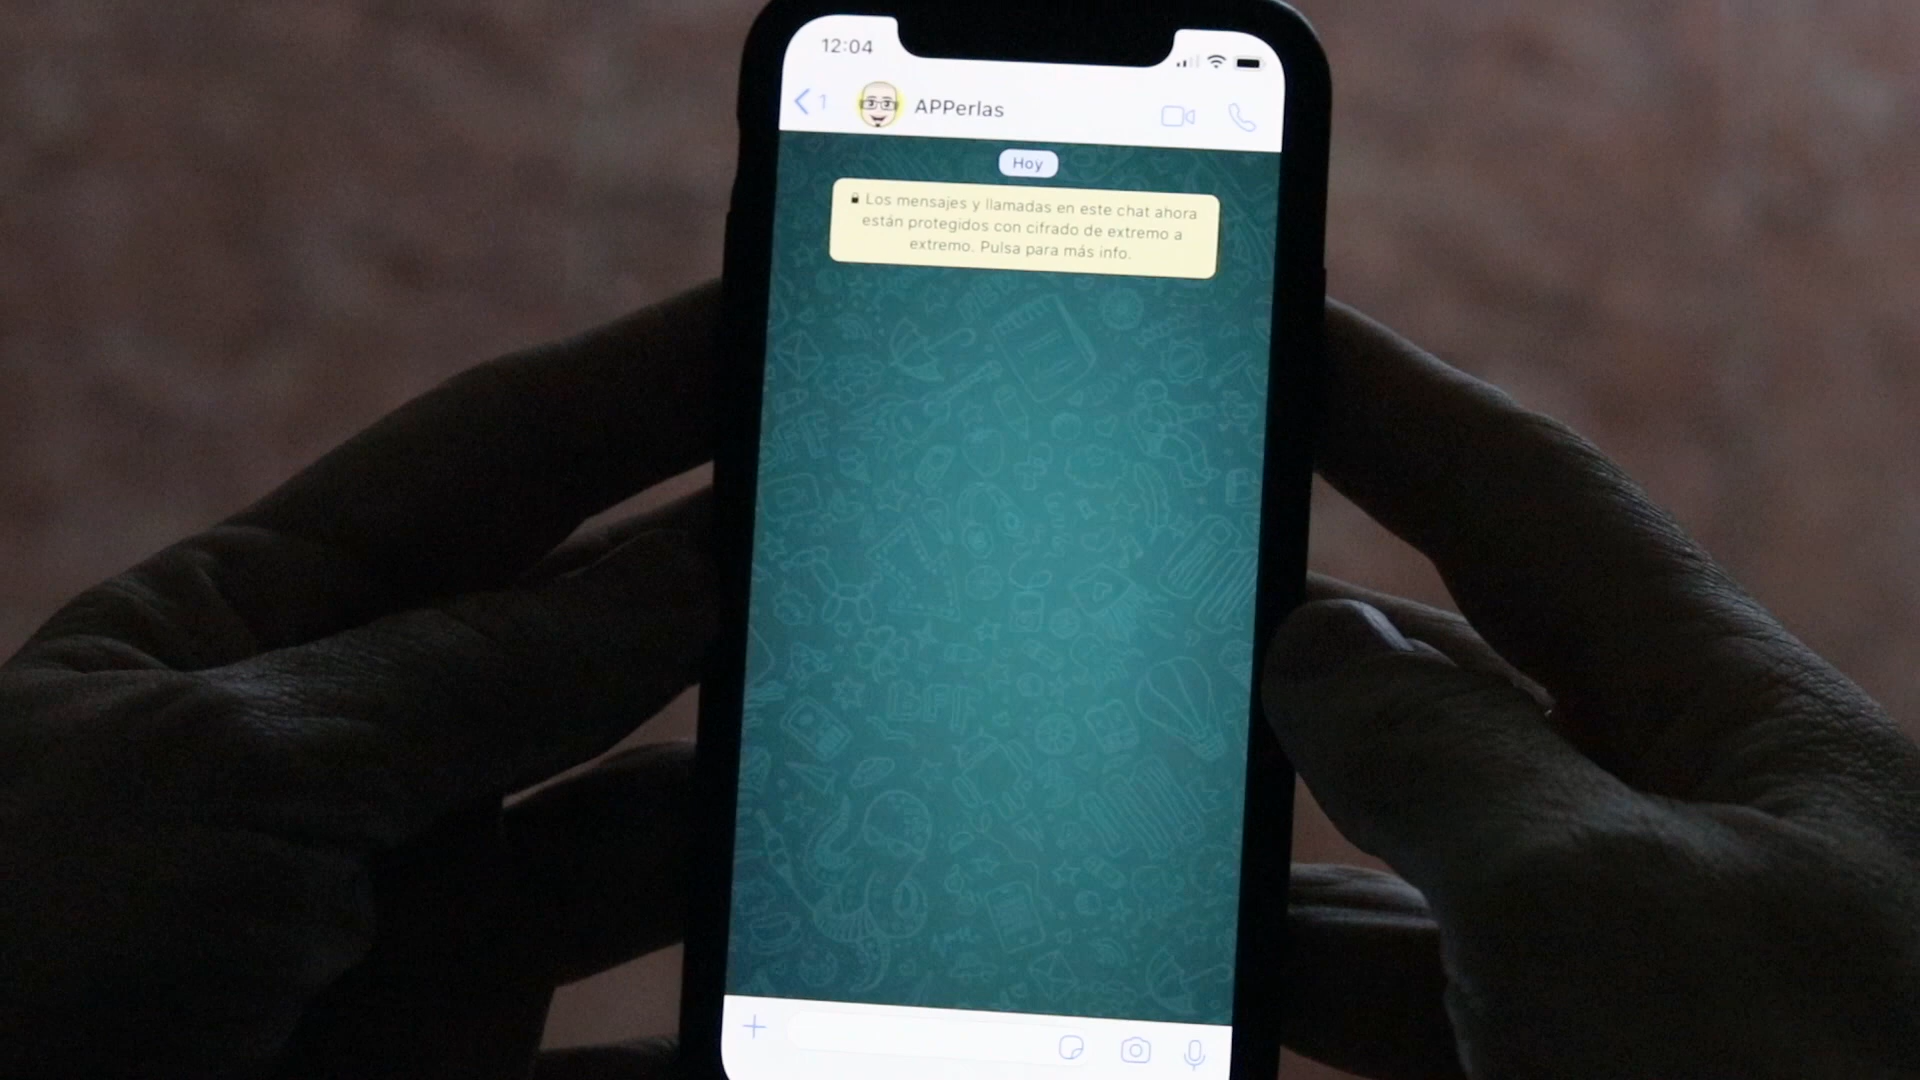 12:04
1
APPerlas
Hoy
Los mensajes y llamadas en este chat ahora
están protegidos con cifrado de extremo a
extremo. Pulsa para más info.